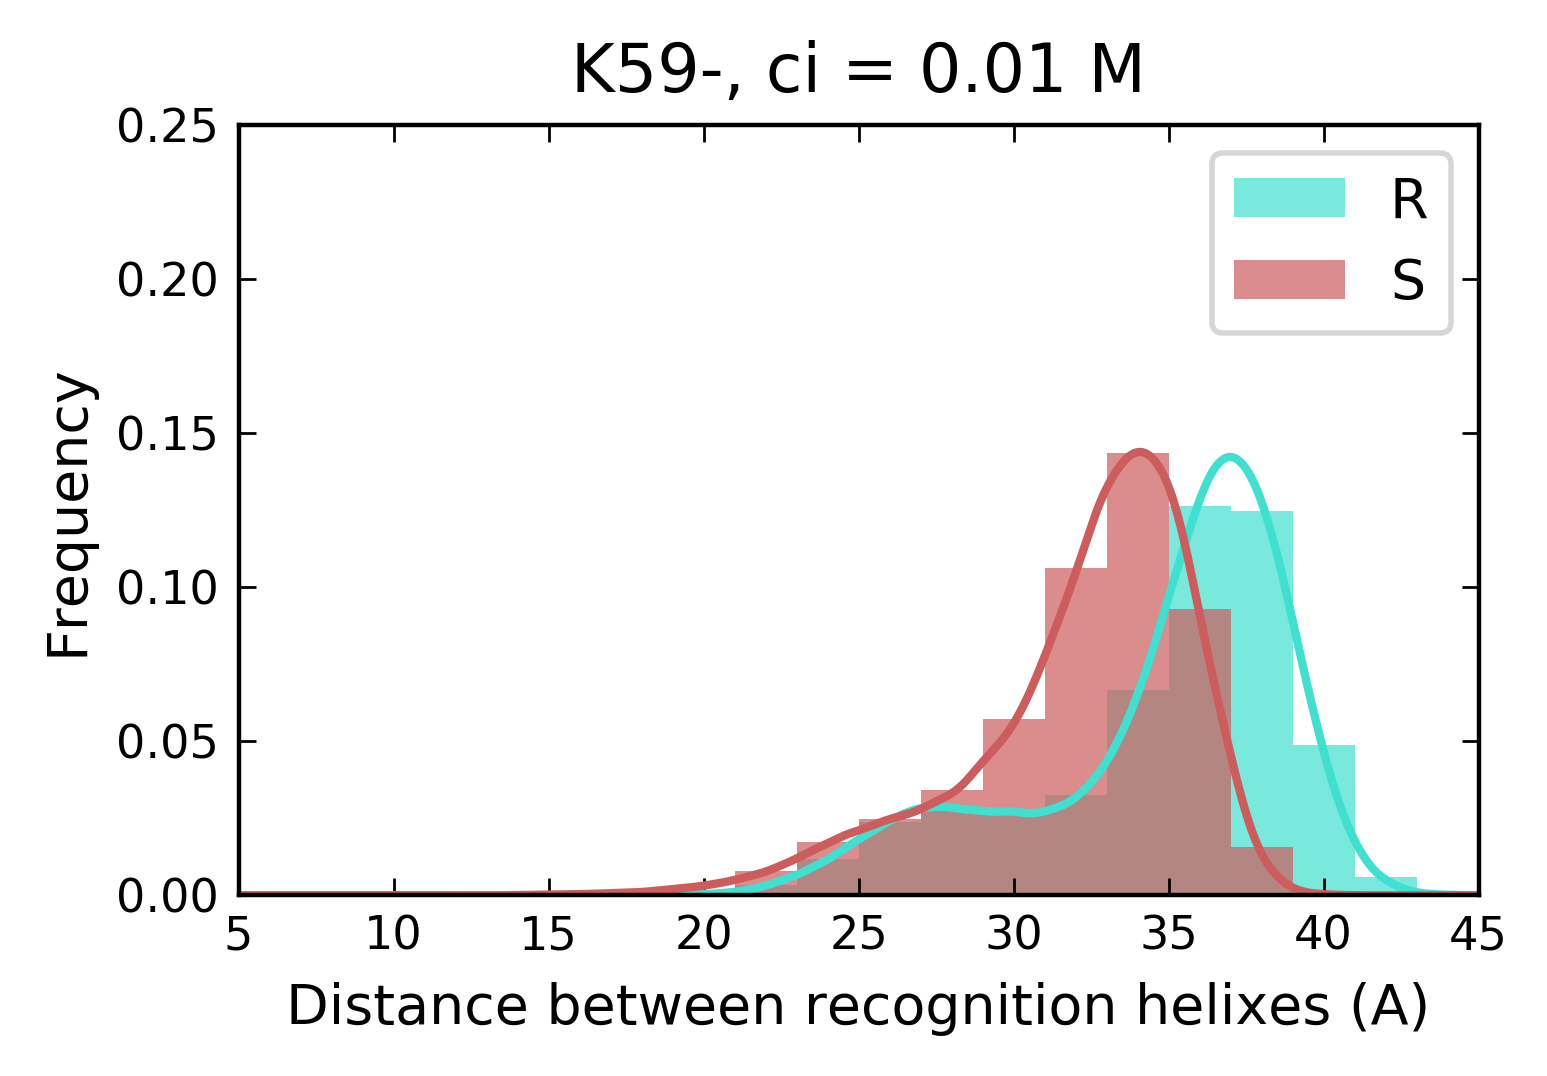 K59-, ci = 0.01 M
0.25
0.20
0.15
0.10
0.05
0.00
Frequency
R
S
5 10 15 20 25 30 35 40 45
Distance between recognition helixes (A)